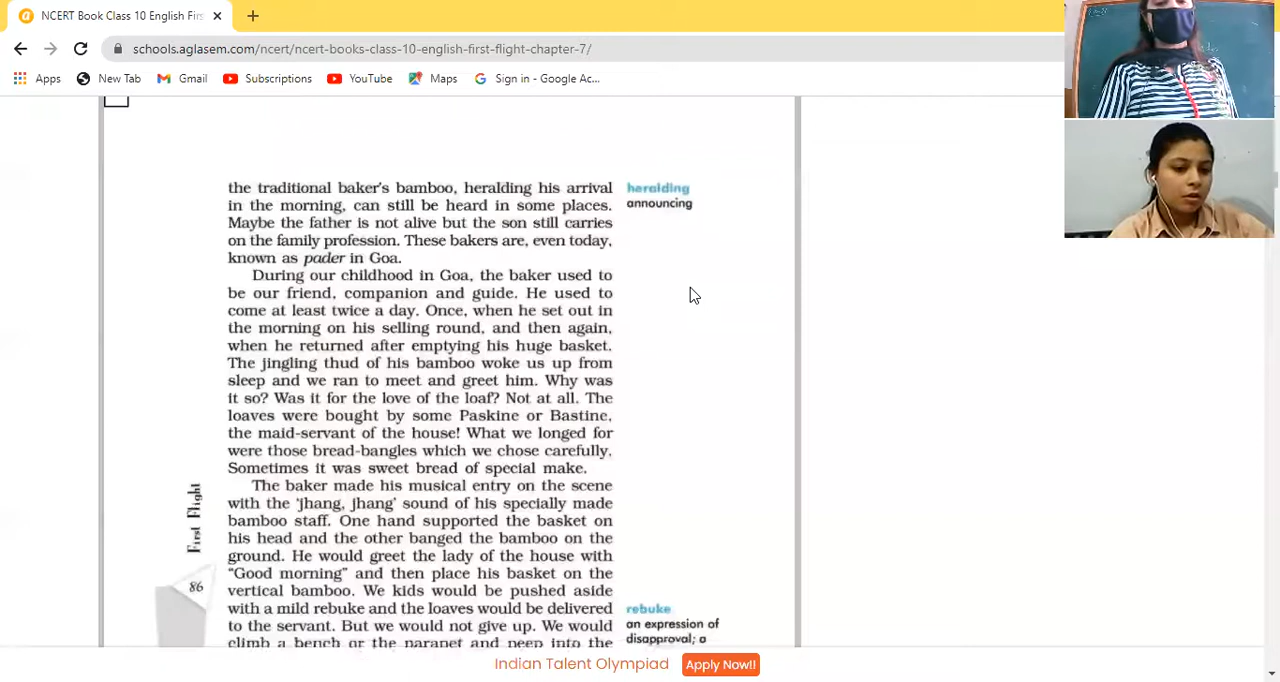 NCERT Book Class 10 English Firs
schools.aglasem.com/ncert/ncert-books-class-10-english-first-flight-chapter-7/
Apps New Tab Gmail Subscriptions YouTube Maps Sign in - Google Ac...
the traditional baker's bamboo, heralding his arrival
in the morning, can still be heard in some places.
Maybe the father is not alive but the son still carries
on the family profession. These bakers are, even today,
known as pader in Goa.
heralding
announcing
During our childhood in Goa, the baker used to
be our friend, companion and guide. He used to
come at least twice a day. Once, when he set out in
the morning on his selling round, and then again,
when he returned after emptying his huge basket.
The jingling thud of his bamboo woke us up from
sleep and we ran to meet and greet him. Why was
it so? Was it for the love of the loaf? Not at all. The
loaves were bought by some Paskine or Bastine,
the maid-servant of the house! What we longed for
were those bread-bangles which we chose carefully.
Sometimes it was sweet bread of special make.
The baker made his musical entry on the scene
with the 'jhang, jhang' sound of his specially made
bamboo staff. One hand supported the basket on
his head and the other banged the bamboo on the
ground. He would greet the lady of the house with
"Good morning" and then place his basket on the
vertical bamboo. We kids would be pushed aside
with a mild rebuke and the loaves would be delivered
to the servant. But we would not give up. We would
climb a bench or the parapet and peep into the
rebuke
an expression of
disapproval; a
First Flight
86
Indian Talent Olympiad Apply Now!!